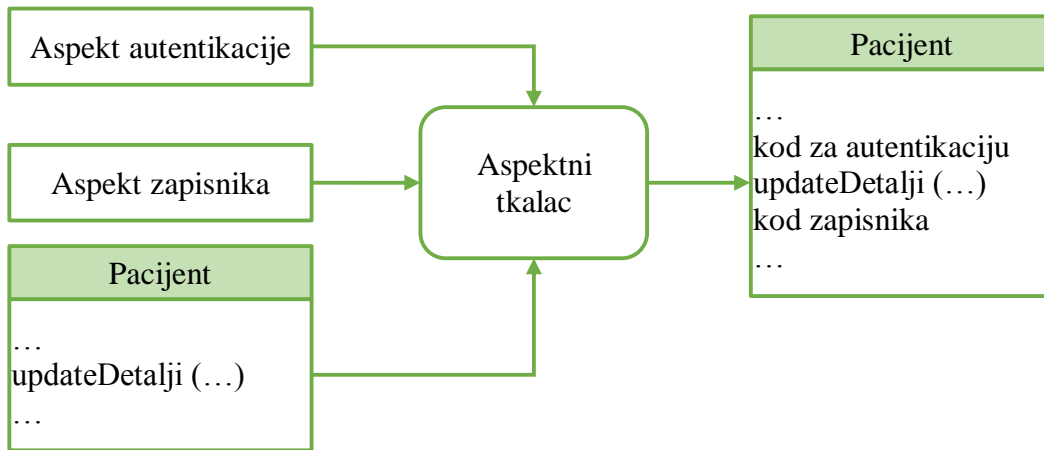 Aspekt autentikacije
Aspekt zapisnika
Pacijent
…
updateDetalji (…)
…
Aspektni
tkalac
Pacijent
…
kod za autentikaciju
updateDetalji (…)
kod zapisnika
…